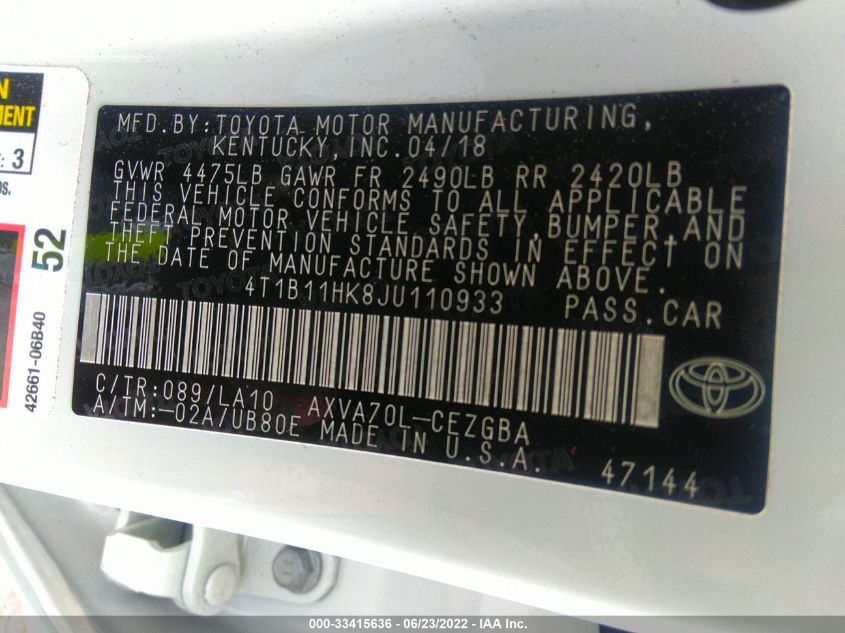 N
MENT
: 3
OS.
52
42661-06B40
MFD.BY:TOYOTA MOTOR MANUFACTURING,
KENTUCKY,INC.04/18
GVWR 4475LB GAWR FR 2490LB RR 2420LB
THIS VEHICLE CONFORMS TO ALL APPLICABLE
FEDERAL MOTOR VEHICLE SAFETY,BUMPER,AND
THEFT PREVENTION STANDARDS IN EFFECT ON
THE DATE OF MANUFACTURE SHOWN ABOVE.
4T1B11HK8JU110933 PASS.CAR
C/TR:089/LA10 AXVA70L-CEZGBA
A/TM:-02A/UB80E MADE IN U.S.A.
47144
000-33415636 - 06/23/2022 - IAA Inc.